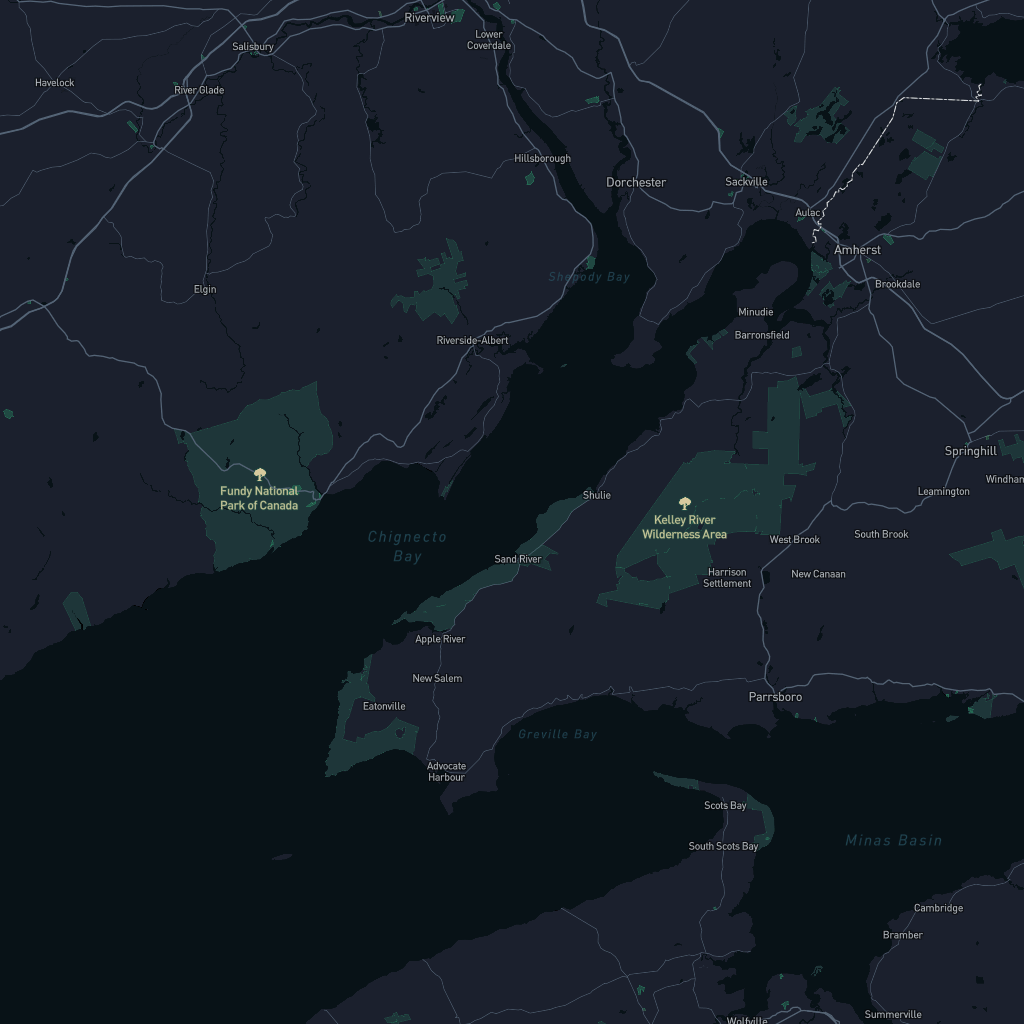 Riverview
Lower
Coverdale
Salisbury
Havelock
River Glade
Hillsborough
Dorchester
Sackville
Aulac
Amherst
Shepody Bay
Brookdale
Elgin
Minudie
Barronsfield
Riverside-Albert
Springhill
Windham
Leamington
Fundy National
Park of Canada
Shulie
Kelley River
Wilderness Area
Chignecto
Bay
West Brook
South Brook
Sand River
Harrison
Settlement
New Canaan
Apple River
New Salem
Parrsboro
Eatonville
Greville Bay
Advocate
Harbour
Scots Bay
South Scots Bay
Minas Basin
Cambridge
Bramber
Summerville
Wolfville